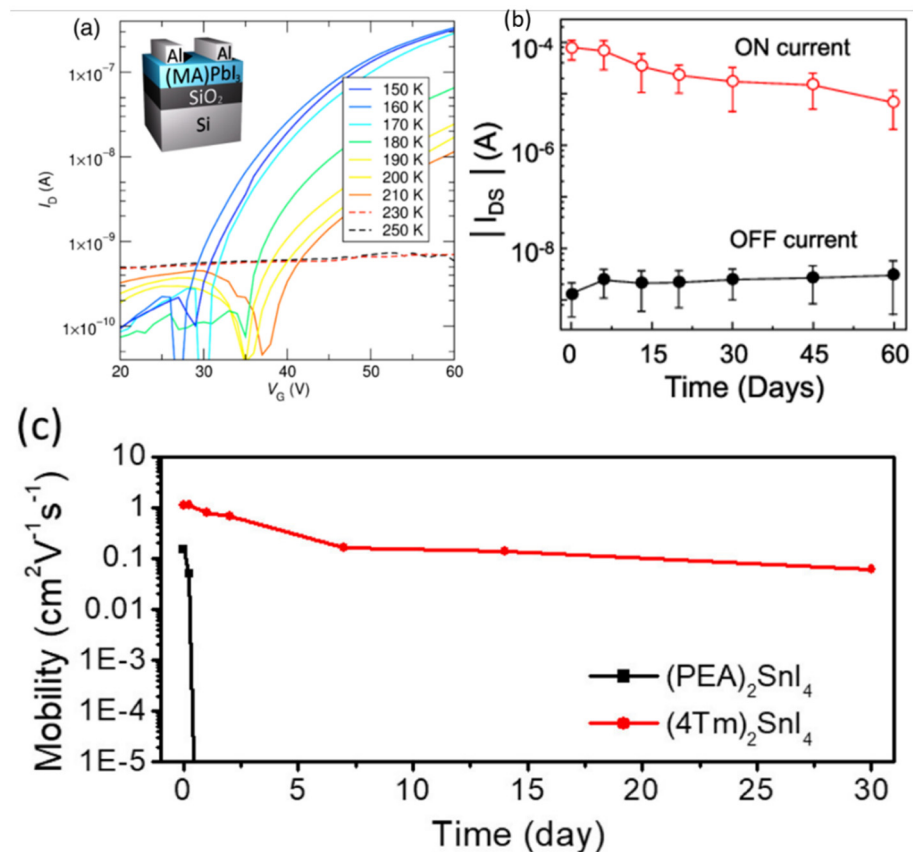 (a)
Al Al
(MA)PbI3
SiO2
Si
1×10⁻⁷
1×10⁻⁸
1×10⁻⁹
1×10⁻¹⁰
I_D (A)
150 K
160 K
170 K
180 K
190 K
200 K
210 K
230 K
250 K
20 30 40 50 60
V_G (V)
(b)
10⁻⁴
10⁻⁶
10⁻⁸
| I_DS | (A)
ON current
OFF current
0 15 30 45 60
Time (Days)
(c)
10
1
0.1
0.01
1E-3
1E-4
1E-5
Mobility (cm²V⁻¹s⁻¹)
(PEA)₂SnI₄
(4Tm)₂SnI₄
0 5 10 15 20 25 30
Time (day)